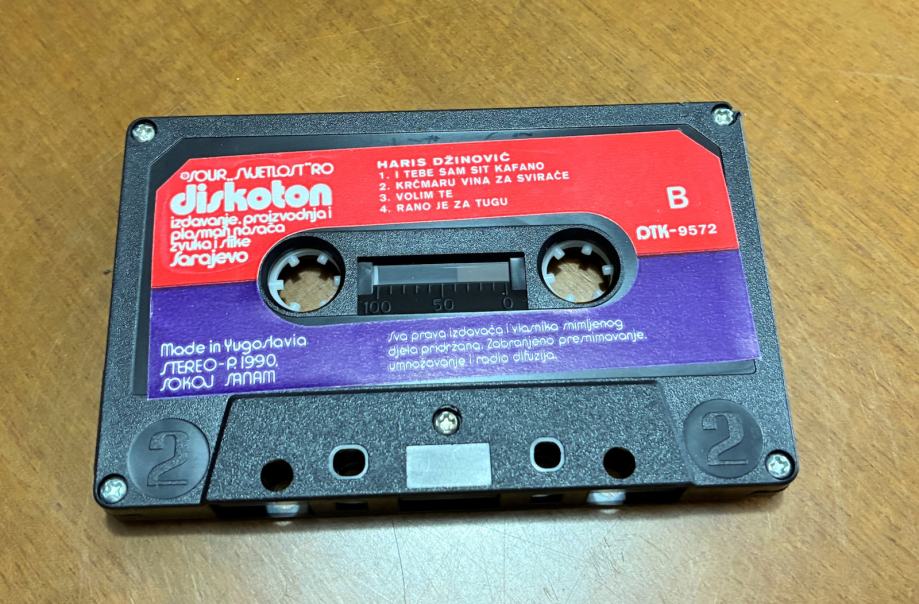 ℗SOUR „SVJETLOST" RO
diskoton
izdavanje, proizvodnja i
plasman nosača
zvuka i slike
Sarajevo
HARIS DŽINOVIĆ
1. I TEBE SAM SIT KAFANO
2. KRČMARU VINA ZA SVIRAČE
3. VOLIM TE
4. RANO JE ZA TUGU
B
DTK-9572
100 50 0
Made in Yugoslavia
STEREO-P. 1990.
SOKOJ SANAM
Sva prava izdavača i vlasnika snimljenog
djela pridržana. Zabranjeno presnimavanje,
umnožavanje i radio difuzija.
2 2